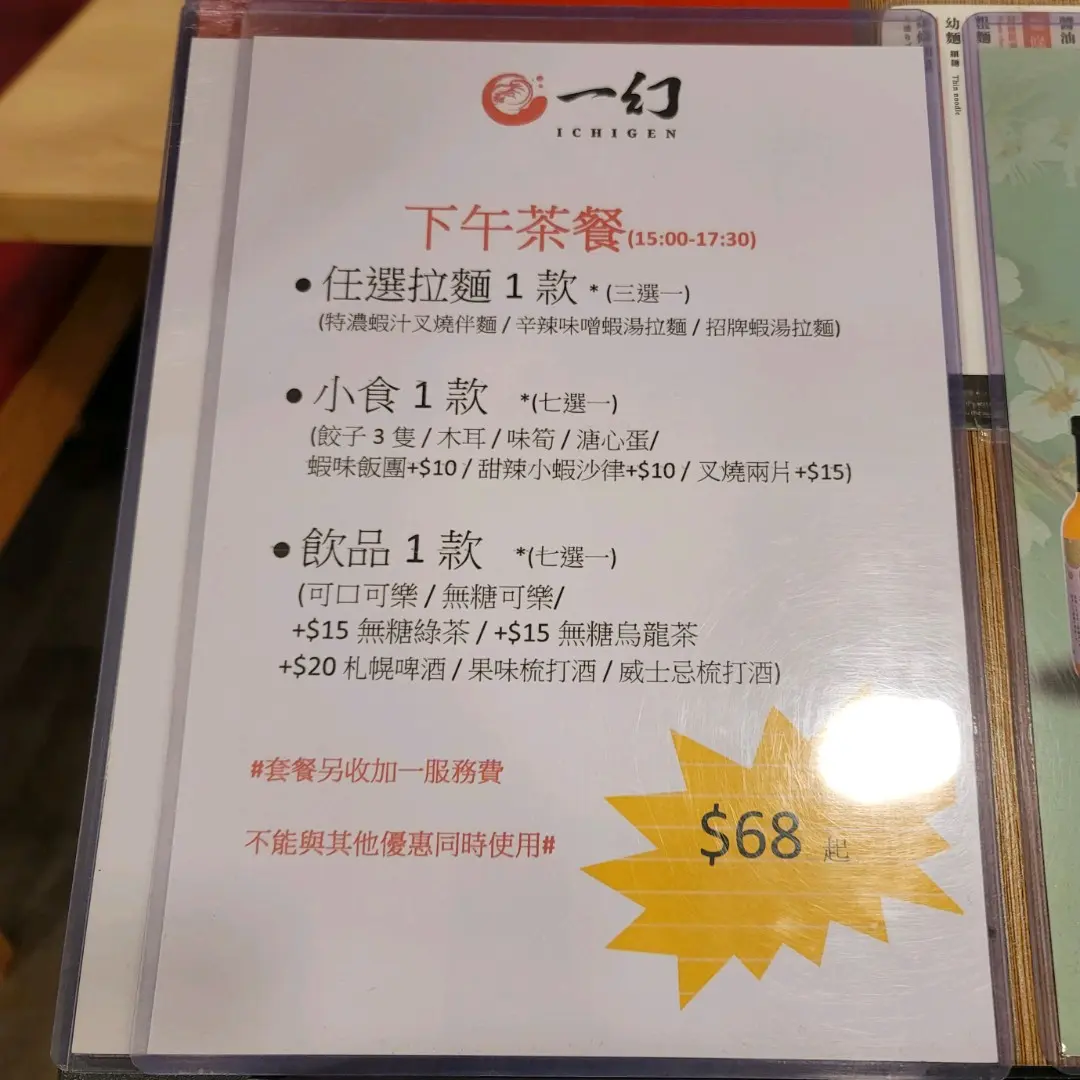 一幻
ICHIGEN
下午茶餐(15:00-17:30)
• 任選拉麵 1 款 * (三選一)
(特濃蝦汁叉燒伴麵 / 辛辣味噌蝦湯拉麵 / 招牌蝦湯拉麵)
• 小食 1 款 *(七選一)
(餃子 3 隻 / 木耳 / 味筍 / 溏心蛋/
蝦味飯團+$10 / 甜辣小蝦沙律+$10 / 叉燒兩片+$15)
• 飲品 1 款 *(七選一)
(可口可樂 / 無糖可樂/
+$15 無糖綠茶 / +$15 無糖烏龍茶
+$20 札幌啤酒 / 果味梳打酒 / 威士忌梳打酒)
#套餐另收加一服務費
不能與其他優惠同時使用#
$68 起
幼麵
Thin noodle
醬油